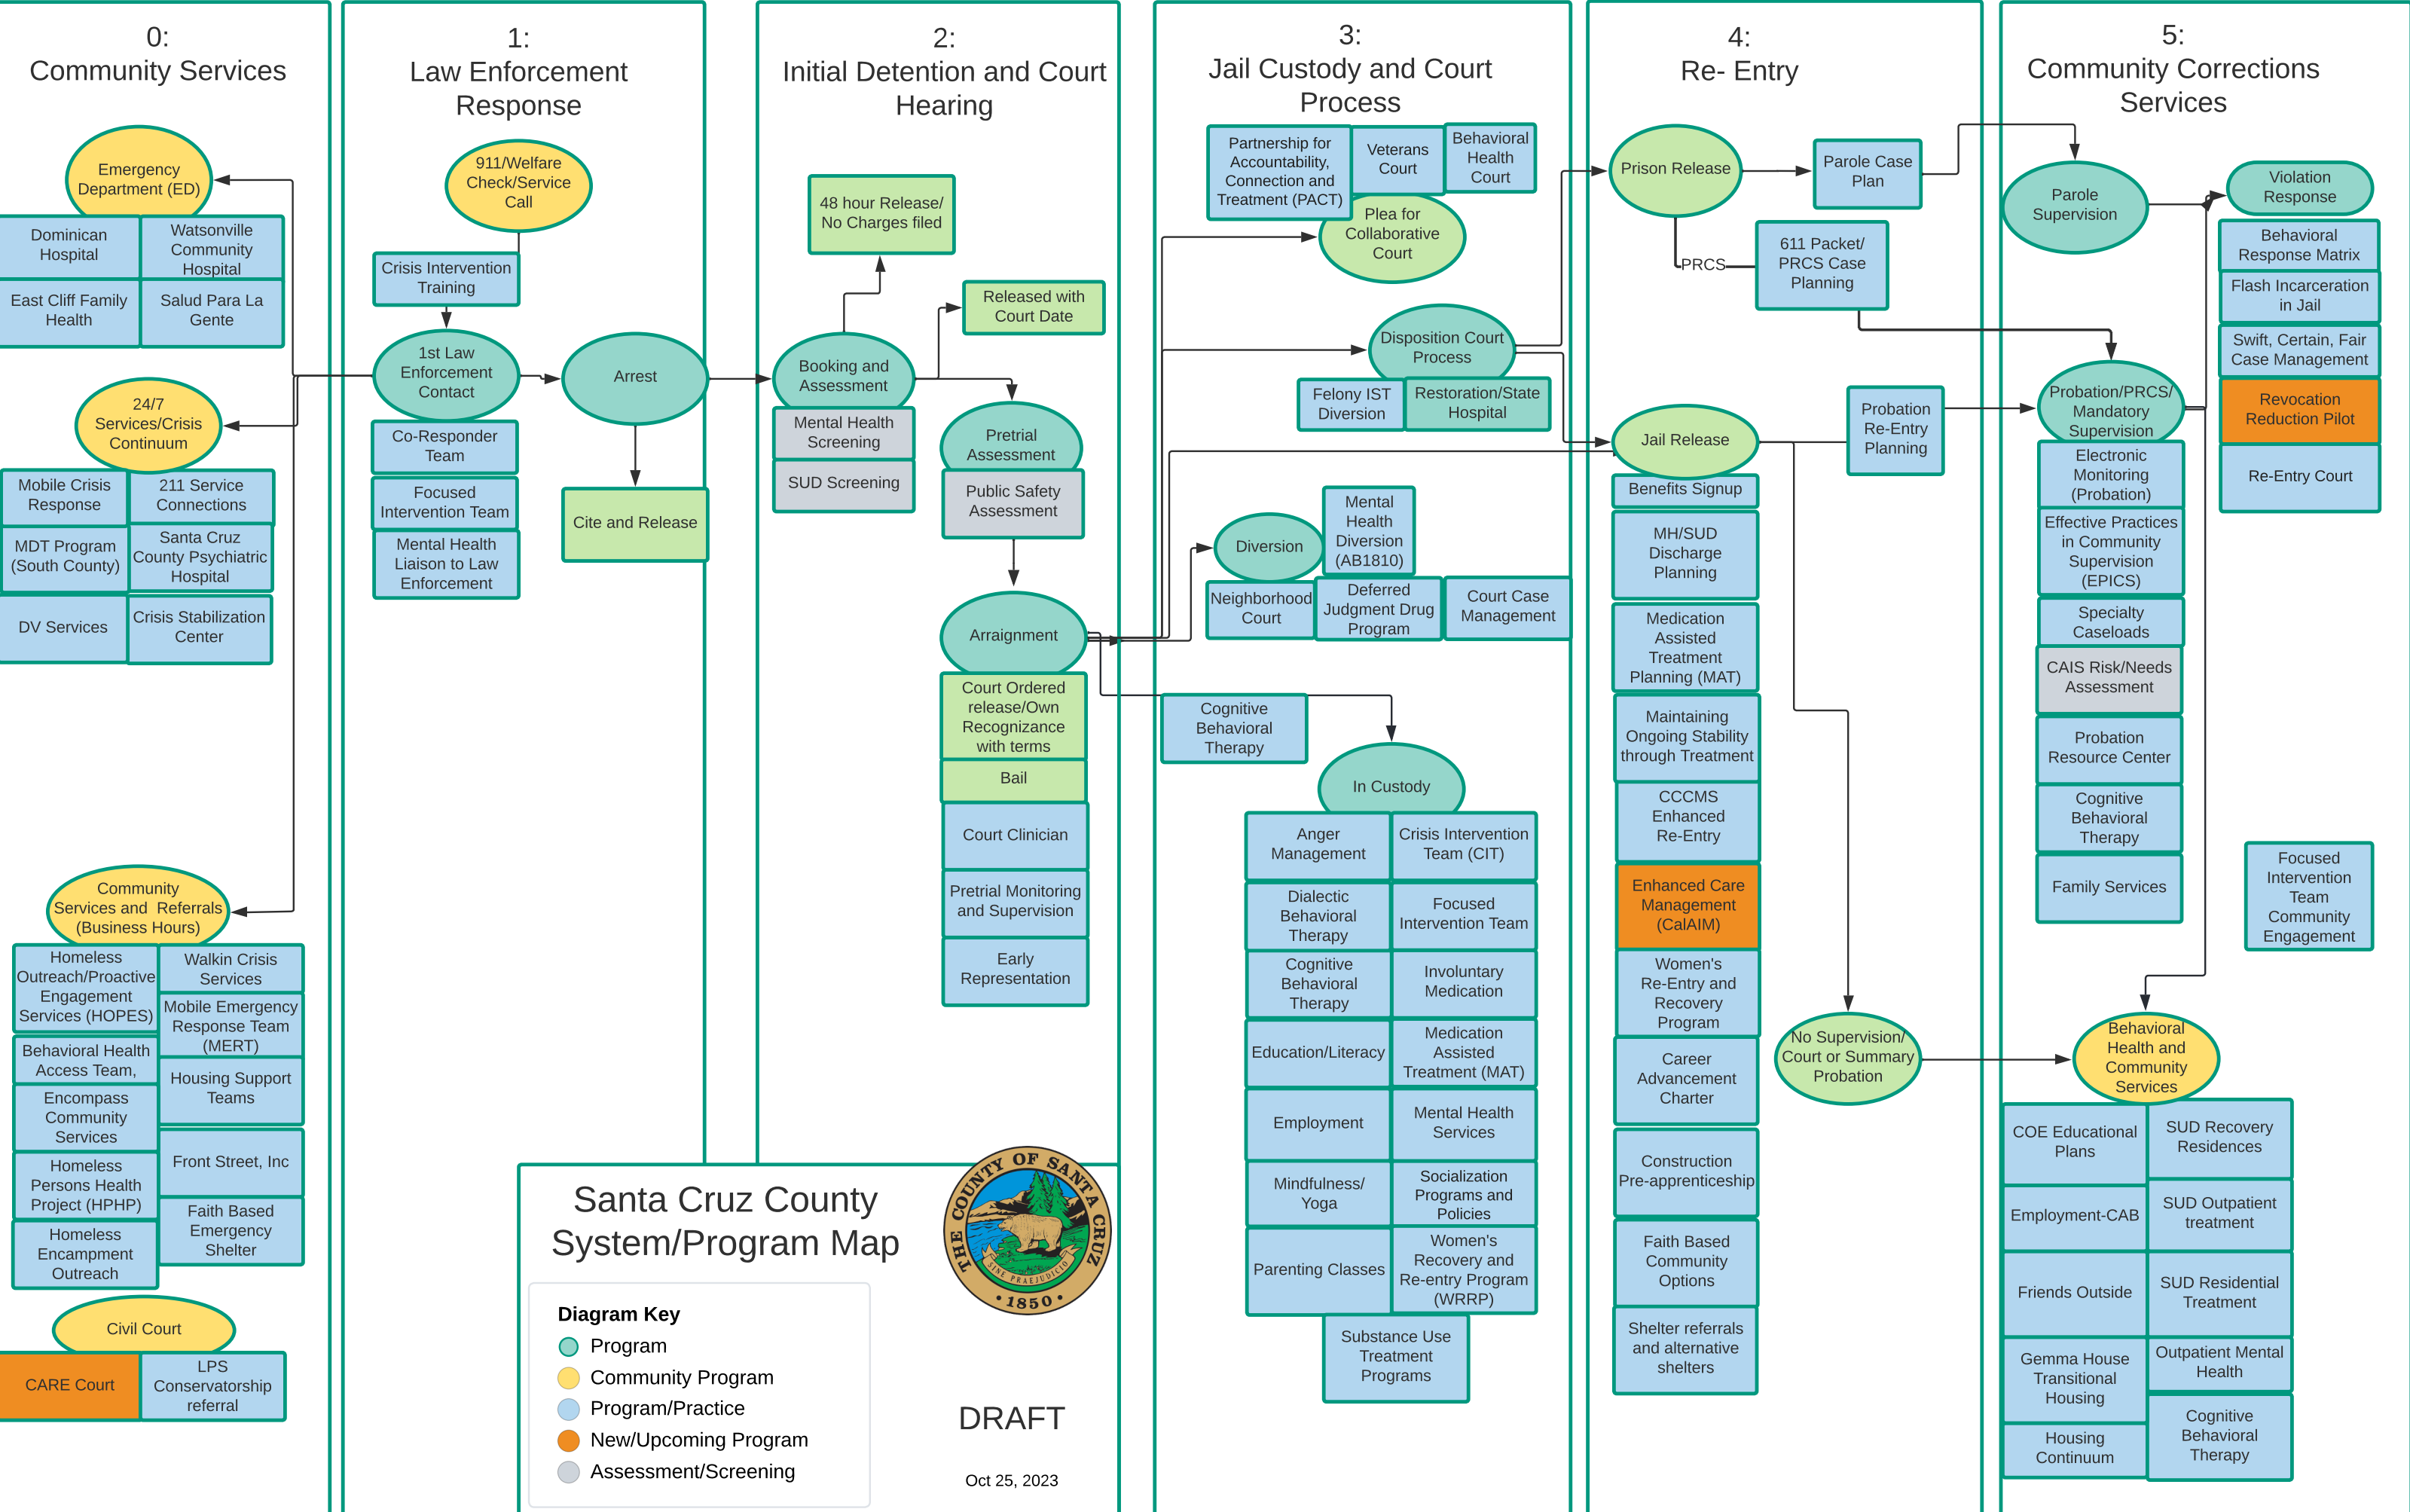 0:
Community Services
Emergency
Department (ED)
Dominican
Hospital
Watsonville
Community
Hospital
East Cliff Family
Health
Salud Para La
Gente
24/7
Services/Crisis
Continuum
Mobile Crisis
Response
211 Service
Connections
MDT Program
(South County)
Santa Cruz
County Psychiatric
Hospital
DV Services
Crisis Stabilization
Center
Community
Services and Referrals
(Business Hours)
Homeless
Outreach/Proactive
Engagement
Services (HOPES)
Walkin Crisis
Services
Mobile Emergency
Response Team
(MERT)
Behavioral Health
Access Team,
Housing Support
Teams
Encompass
Community
Services
Front Street, Inc
Homeless
Persons Health
Project (HPHP)
Faith Based
Emergency
Shelter
Homeless
Encampment
Outreach
Civil Court
CARE Court
LPS
Conservatorship
referral
1:
Law Enforcement
Response
911/Welfare
Check/Service
Call
Crisis Intervention
Training
1st Law
Enforcement
Contact
Arrest
Co-Responder
Team
Focused
Intervention Team
Mental Health
Liaison to Law
Enforcement
Cite and Release
2:
Initial Detention and Court
Hearing
48 hour Release/
No Charges filed
Released with
Court Date
Booking and
Assessment
Mental Health
Screening
SUD Screening
Pretrial
Assessment
Public Safety
Assessment
Arraignment
Court Ordered
release/Own
Recognizance
with terms
Bail
Court Clinician
Pretrial Monitoring
and Supervision
Early
Representation
Santa Cruz County
System/Program Map
THE COUNTY OF SANTA CRUZ
SINE PRAEJUDICIO
• 1850 •
Diagram Key
Program
Community Program
Program/Practice
New/Upcoming Program
Assessment/Screening
DRAFT
Oct 25, 2023
3:
Jail Custody and Court
Process
Partnership for
Accountability,
Connection and
Treatment (PACT)
Veterans
Court
Behavioral
Health
Court
Plea for
Collaborative
Court
Disposition Court
Process
Felony IST
Diversion
Restoration/State
Hospital
Diversion
Mental
Health
Diversion
(AB1810)
Neighborhood
Court
Deferred
Judgment Drug
Program
Court Case
Management
Cognitive
Behavioral
Therapy
In Custody
Anger
Management
Crisis Intervention
Team (CIT)
Dialectic
Behavioral
Therapy
Focused
Intervention Team
Cognitive
Behavioral
Therapy
Involuntary
Medication
Education/Literacy
Medication
Assisted
Treatment (MAT)
Employment
Mental Health
Services
Mindfulness/
Yoga
Socialization
Programs and
Policies
Parenting Classes
Women's
Recovery and
Re-entry Program
(WRRP)
Substance Use
Treatment
Programs
4:
Re- Entry
Prison Release
Parole Case
Plan
PRCS
611 Packet/
PRCS Case
Planning
Jail Release
Probation
Re-Entry
Planning
Benefits Signup
MH/SUD
Discharge
Planning
Medication
Assisted
Treatment
Planning (MAT)
Maintaining
Ongoing Stability
through Treatment
CCCMS
Enhanced
Re-Entry
Enhanced Care
Management
(CalAIM)
Women's
Re-Entry and
Recovery
Program
Career
Advancement
Charter
Construction
Pre-apprenticeship
Faith Based
Community
Options
Shelter referrals
and alternative
shelters
No Supervision/
Court or Summary
Probation
5:
Community Corrections
Services
Parole
Supervision
Violation
Response
Behavioral
Response Matrix
Flash Incarceration
in Jail
Swift, Certain, Fair
Case Management
Revocation
Reduction Pilot
Re-Entry Court
Probation/PRCS/
Mandatory
Supervision
Electronic
Monitoring
(Probation)
Effective Practices
in Community
Supervision
(EPICS)
Specialty
Caseloads
CAIS Risk/Needs
Assessment
Probation
Resource Center
Cognitive
Behavioral
Therapy
Family Services
Focused
Intervention
Team
Community
Engagement
Behavioral
Health and
Community
Services
COE Educational
Plans
SUD Recovery
Residences
Employment-CAB
SUD Outpatient
treatment
Friends Outside
SUD Residential
Treatment
Gemma House
Transitional
Housing
Outpatient Mental
Health
Housing
Continuum
Cognitive
Behavioral
Therapy